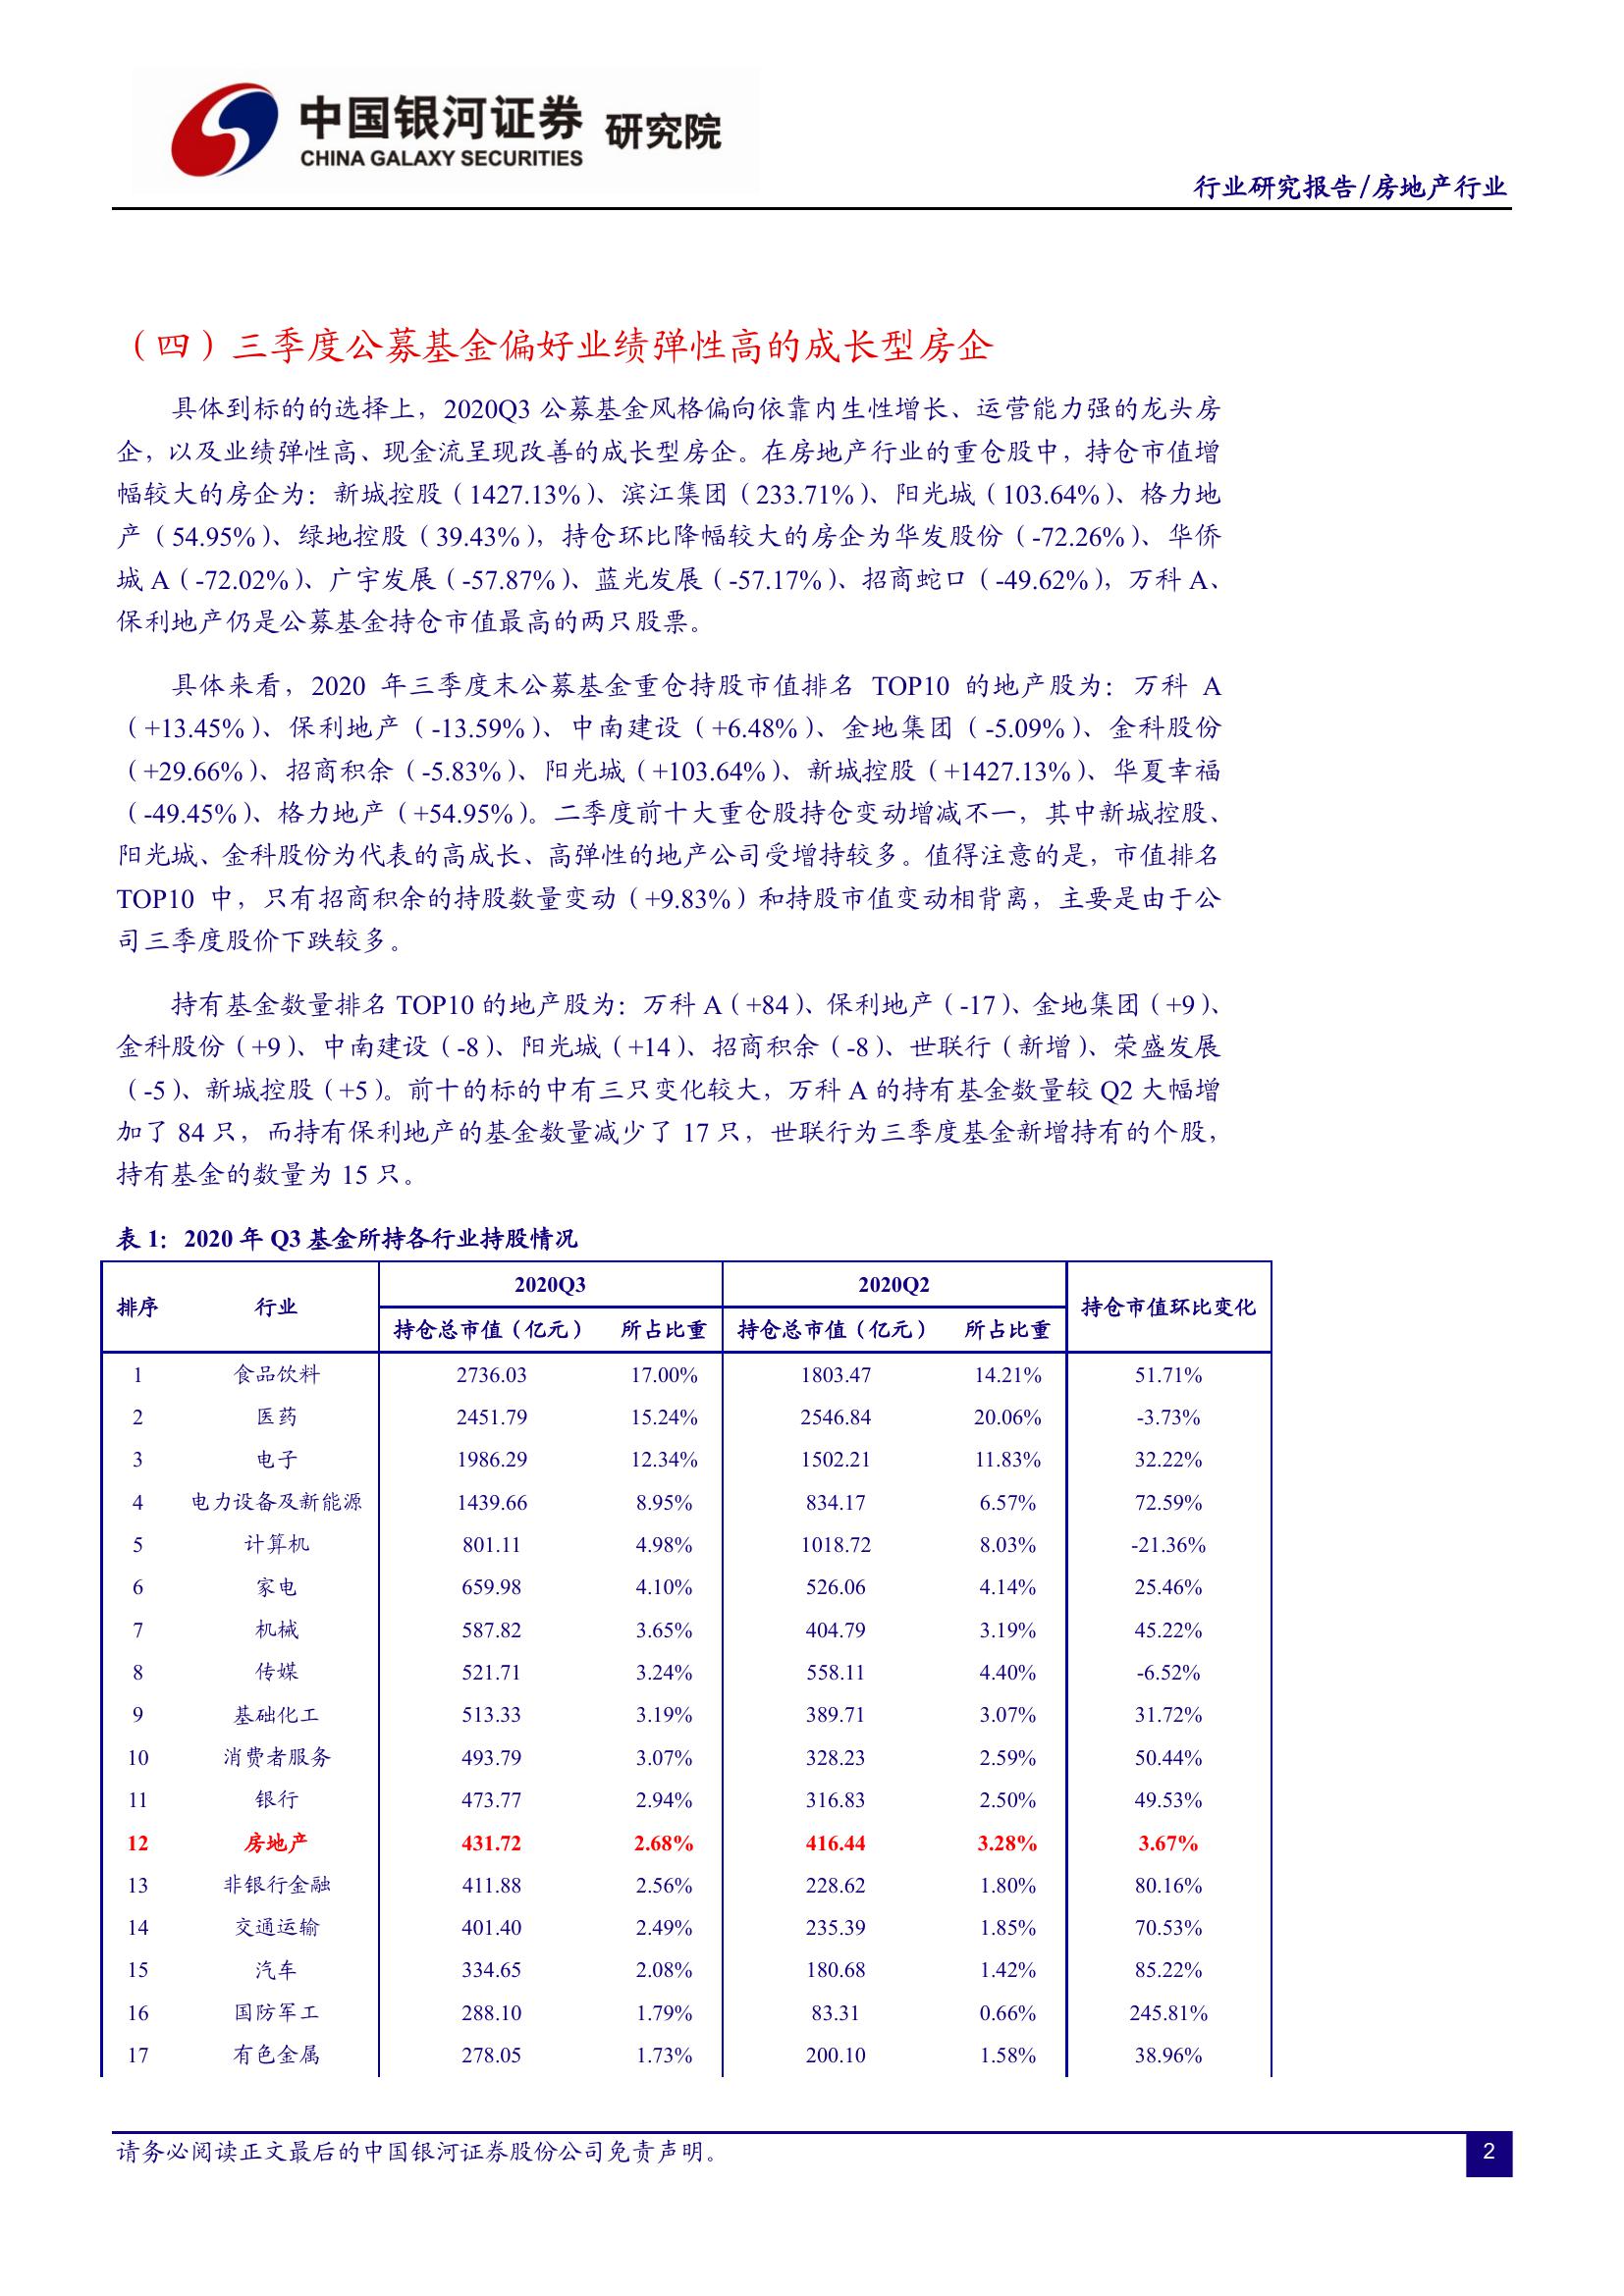 中国银河证券 研究院
CHINA GALAXY SECURITIES
行业研究报告/房地产行业
（四）三季度公募基金偏好业绩弹性高的成长型房企
具体到标的的选择上，2020Q3 公募基金风格偏向依靠内生性增长、运营能力强的龙头房
企，以及业绩弹性高、现金流呈现改善的成长型房企。在房地产行业的重仓股中，持仓市值增
幅较大的房企为：新城控股（1427.13%）、滨江集团（233.71%）、阳光城（103.64%）、格力地
产（54.95%）、绿地控股（39.43%），持仓环比降幅较大的房企为华发股份（-72.26%）、华侨
城 A（-72.02%）、广宇发展（-57.87%）、蓝光发展（-57.17%）、招商蛇口（-49.62%），万科 A、
保利地产仍是公募基金持仓市值最高的两只股票。
具体来看，2020 年三季度末公募基金重仓持股市值排名 TOP10 的地产股为：万科 A
（+13.45%）、保利地产（-13.59%）、中南建设（+6.48%）、金地集团（-5.09%）、金科股份
（+29.66%）、招商积余（-5.83%）、阳光城（+103.64%）、新城控股（+1427.13%）、华夏幸福
（-49.45%）、格力地产（+54.95%）。二季度前十大重仓股持仓变动增减不一，其中新城控股、
阳光城、金科股份为代表的高成长、高弹性的地产公司受增持较多。值得注意的是，市值排名
TOP10 中，只有招商积余的持股数量变动（+9.83%）和持股市值变动相背离，主要是由于公
司三季度股价下跌较多。
持有基金数量排名 TOP10 的地产股为：万科 A（+84）、保利地产（-17）、金地集团（+9）、
金科股份（+9）、中南建设（-8）、阳光城（+14）、招商积余（-8）、世联行（新增）、荣盛发展
（-5）、新城控股（+5）。前十的标的中有三只变化较大，万科 A 的持有基金数量较 Q2 大幅增
加了 84 只，而持有保利地产的基金数量减少了 17 只，世联行为三季度基金新增持有的个股，
持有基金的数量为 15 只。
表 1：2020 年 Q3 基金所持各行业持股情况
排序 行业 2020Q3 2020Q2 持仓市值环比变化
持仓总市值（亿元） 所占比重 持仓总市值（亿元） 所占比重
1 食品饮料 2736.03 17.00% 1803.47 14.21% 51.71%
2 医药 2451.79 15.24% 2546.84 20.06% -3.73%
3 电子 1986.29 12.34% 1502.21 11.83% 32.22%
4 电力设备及新能源 1439.66 8.95% 834.17 6.57% 72.59%
5 计算机 801.11 4.98% 1018.72 8.03% -21.36%
6 家电 659.98 4.10% 526.06 4.14% 25.46%
7 机械 587.82 3.65% 404.79 3.19% 45.22%
8 传媒 521.71 3.24% 558.11 4.40% -6.52%
9 基础化工 513.33 3.19% 389.71 3.07% 31.72%
10 消费者服务 493.79 3.07% 328.23 2.59% 50.44%
11 银行 473.77 2.94% 316.83 2.50% 49.53%
12 房地产 431.72 2.68% 416.44 3.28% 3.67%
13 非银行金融 411.88 2.56% 228.62 1.80% 80.16%
14 交通运输 401.40 2.49% 235.39 1.85% 70.53%
15 汽车 334.65 2.08% 180.68 1.42% 85.22%
16 国防军工 288.10 1.79% 83.31 0.66% 245.81%
17 有色金属 278.05 1.73% 200.10 1.58% 38.96%
请务必阅读正文最后的中国银河证券股份公司免责声明。
2